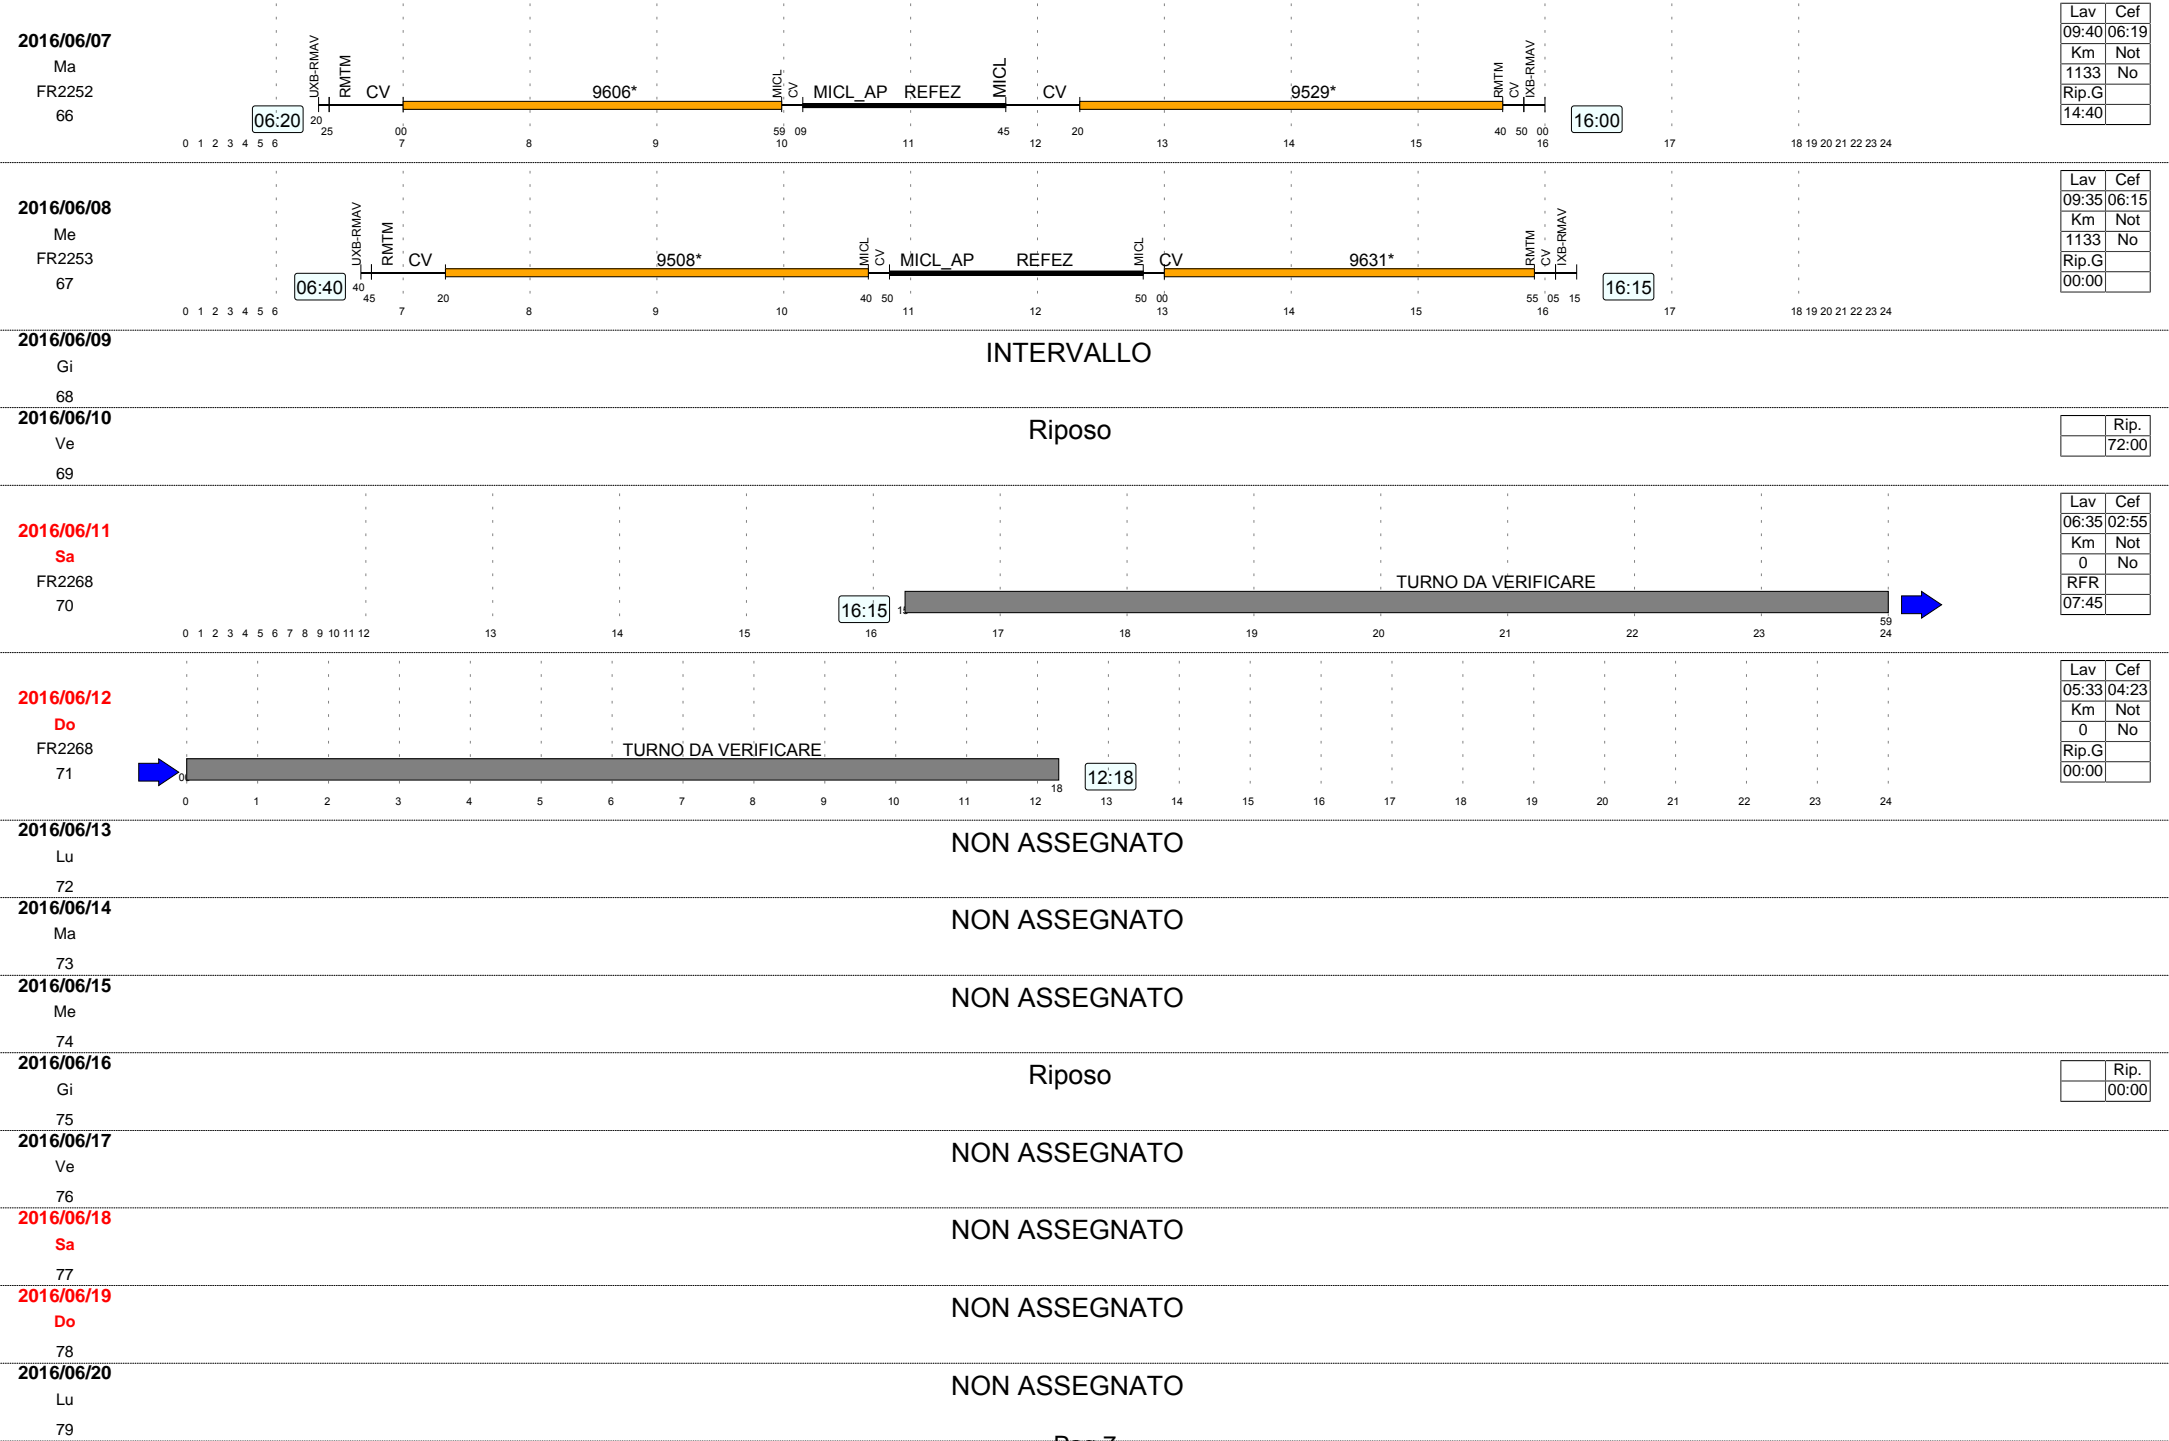 2016/06/07
Ma
FR2252
66
06:20
UXB-RMAV
RMTM
CV
9606*
MICL
CV
MICL_AP REFEZ
MICL
CV
9529*
RMTM
CV
IXB-RMAV
16:00
20 25 00 59 09 45 20 40 50 00
0 1 2 3 4 5 6 7 8 9 10 11 12 13 14 15 16 17 18 19 20 21 22 23 24
Lav Cef
09:40 06:19
Km Not
1133 No
Rip.G
14:40
2016/06/08
Me
FR2253
67
06:40
UXB-RMAV
RMTM
CV
9508*
MICL
CV
MICL_AP REFEZ
MICL
CV
9631*
RMTM
CV
IXB-RMAV
16:15
40 45 20 40 50 50 00 55 05 15
0 1 2 3 4 5 6 7 8 9 10 11 12 13 14 15 16 17 18 19 20 21 22 23 24
Lav Cef
09:35 06:15
Km Not
1133 No
Rip.G
00:00
2016/06/09
Gi
68
INTERVALLO
2016/06/10
Ve
69
Riposo
Rip.
72:00
2016/06/11
Sa
FR2268
70
16:15
15
TURNO DA VERIFICARE
59
0 1 2 3 4 5 6 7 8 9 10 11 12 13 14 15 16 17 18 19 20 21 22 23 24
Lav Cef
06:35 02:55
Km Not
0 No
RFR
07:45
2016/06/12
Do
FR2268
71
TURNO DA VERIFICARE
18
12:18
0 1 2 3 4 5 6 7 8 9 10 11 12 13 14 15 16 17 18 19 20 21 22 23 24
Lav Cef
05:33 04:23
Km Not
0 No
Rip.G
00:00
2016/06/13
Lu
72
NON ASSEGNATO
2016/06/14
Ma
73
NON ASSEGNATO
2016/06/15
Me
74
NON ASSEGNATO
2016/06/16
Gi
75
Riposo
Rip.
00:00
2016/06/17
Ve
76
NON ASSEGNATO
2016/06/18
Sa
77
NON ASSEGNATO
2016/06/19
Do
78
NON ASSEGNATO
2016/06/20
Lu
79
NON ASSEGNATO